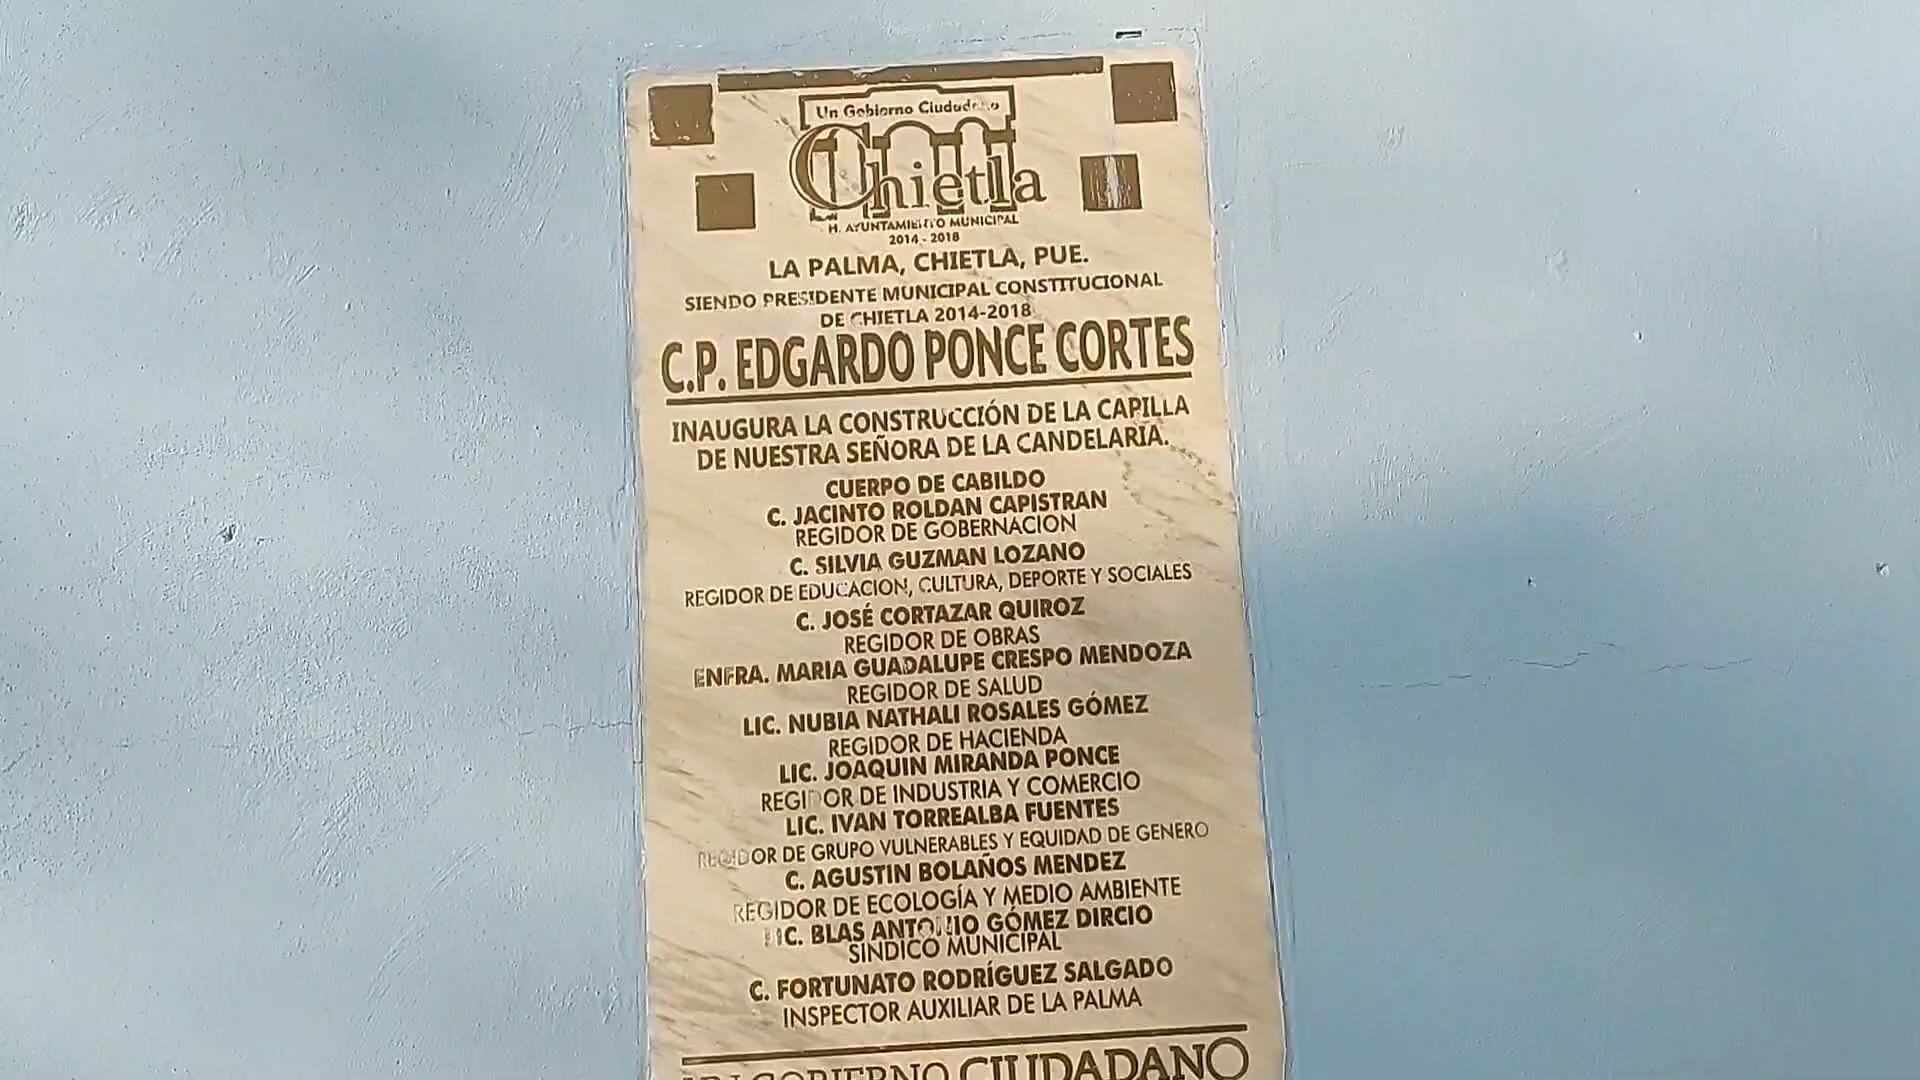 Un Gobierno Ciudadano
Chietla
H. AYUNTAMIENTO MUNICIPAL
2014 - 2018
LA PALMA, CHIETLA, PUE.
SIENDO PRESIDENTE MUNICIPAL CONSTITUCIONAL
DE CHIETLA 2014-2018
C.P. EDGARDO PONCE CORTES
INAUGURA LA CONSTRUCCIÓN DE LA CAPILLA
DE NUESTRA SEÑORA DE LA CANDELARIA.
CUERPO DE CABILDO
C. JACINTO ROLDAN CAPISTRAN
REGIDOR DE GOBERNACION
C. SILVIA GUZMAN LOZANO
REGIDOR DE EDUCACION, CULTURA, DEPORTE Y SOCIALES
C. JOSÉ CORTAZAR QUIROZ
REGIDOR DE OBRAS
ENFRA. MARIA GUADALUPE CRESPO MENDOZA
REGIDOR DE SALUD
LIC. NUBIA NATHALI ROSALES GÓMEZ
REGIDOR DE HACIENDA
LIC. JOAQUIN MIRANDA PONCE
REGIDOR DE INDUSTRIA Y COMERCIO
LIC. IVAN TORREALBA FUENTES
REGIDOR DE GRUPO VULNERABLES Y EQUIDAD DE GENERO
C. AGUSTIN BOLAÑOS MENDEZ
REGIDOR DE ECOLOGÍA Y MEDIO AMBIENTE
LIC. BLAS ANTONIO GÓMEZ DIRCIO
SINDICO MUNICIPAL
C. FORTUNATO RODRÍGUEZ SALGADO
INSPECTOR AUXILIAR DE LA PALMA
GOBIERNO CIUDADANO